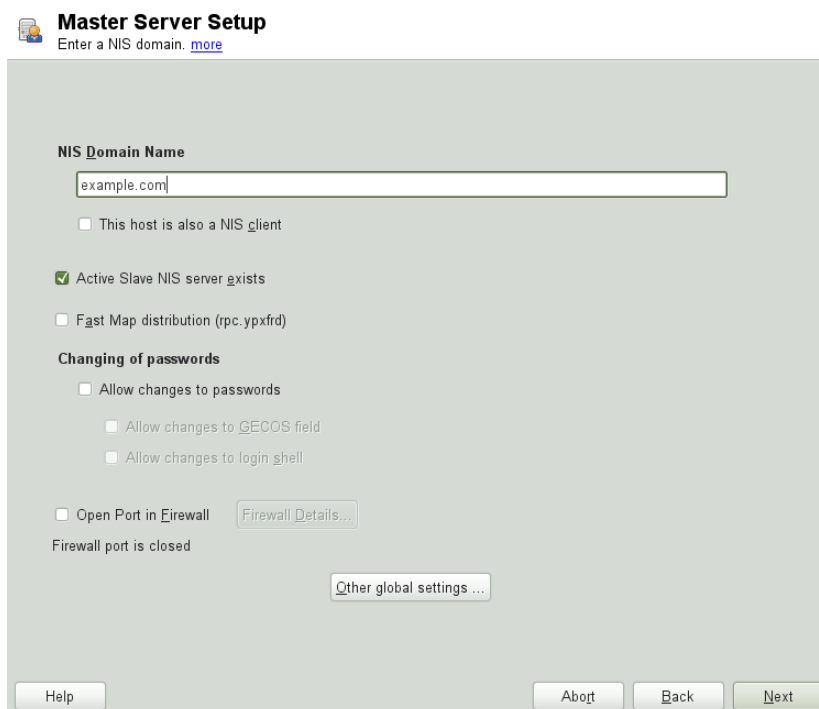 Master Server Setup
Enter a NIS domain. more
NIS Domain Name
example.com
This host is also a NIS client
Active Slave NIS server exists
Fast Map distribution (rpc.ypxfrd)
Changing of passwords
Allow changes to passwords
Allow changes to GECOS field
Allow changes to login shell
Open Port in Firewall Firewall Details...
Firewall port is closed
Other global settings ...
Help Abort Back Next